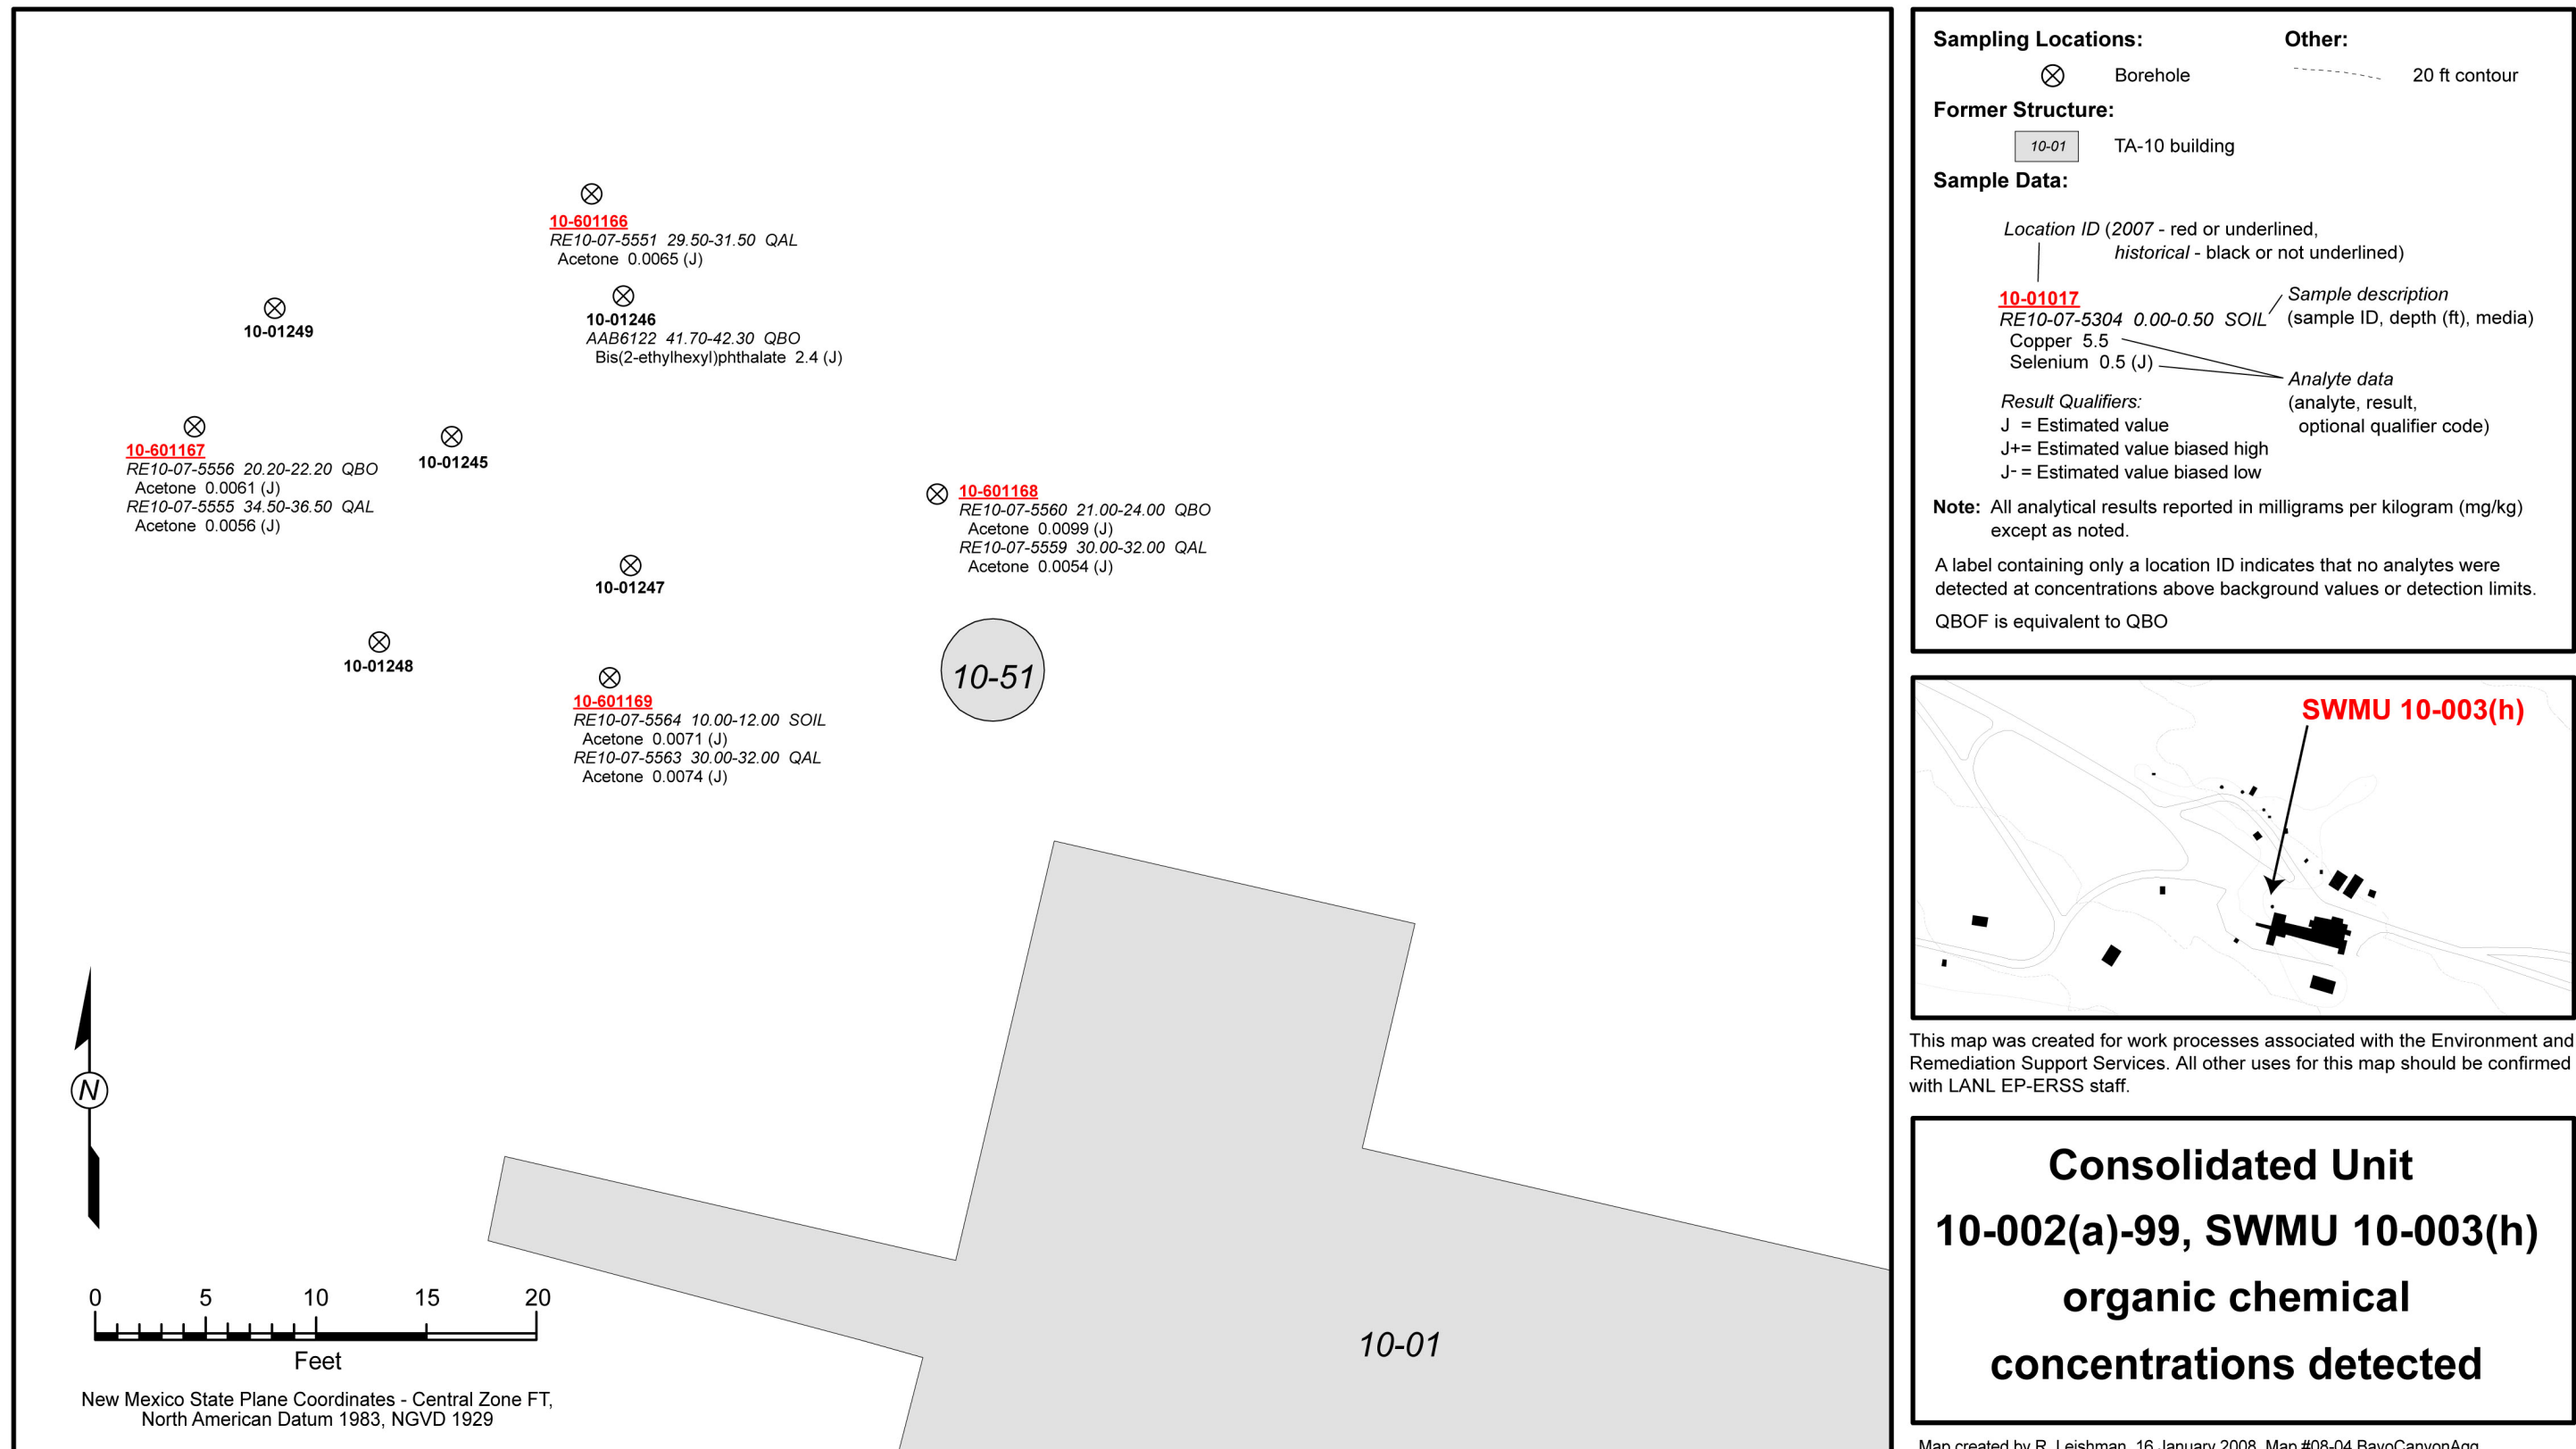 10-601166
RE10-07-5551 29.50-31.50 QAL
Acetone 0.0065 (J)
10-01249
10-01246
AAB6122 41.70-42.30 QBO
Bis(2-ethylhexyl)phthalate 2.4 (J)
10-601167
RE10-07-5556 20.20-22.20 QBO
Acetone 0.0061 (J)
RE10-07-5555 34.50-36.50 QAL
Acetone 0.0056 (J)
10-01245
10-601168
RE10-07-5560 21.00-24.00 QBO
Acetone 0.0099 (J)
RE10-07-5559 30.00-32.00 QAL
Acetone 0.0054 (J)
10-01247
10-01248
10-51
10-601169
RE10-07-5564 10.00-12.00 SOIL
Acetone 0.0071 (J)
RE10-07-5563 30.00-32.00 QAL
Acetone 0.0074 (J)
N
0 5 10 15 20
Feet
New Mexico State Plane Coordinates - Central Zone FT,
North American Datum 1983, NGVD 1929
10-01
Sampling Locations: Other:
Borehole 20 ft contour
Former Structure:
10-01 TA-10 building
Sample Data:
Location ID (2007 - red or underlined,
historical - black or not underlined)
10-01017
RE10-07-5304 0.00-0.50 SOIL
Copper 5.5
Selenium 0.5 (J)
Sample description
(sample ID, depth (ft), media)
Analyte data
(analyte, result,
optional qualifier code)
Result Qualifiers:
J = Estimated value
J+= Estimated value biased high
J- = Estimated value biased low
Note: All analytical results reported in milligrams per kilogram (mg/kg)
except as noted.
A label containing only a location ID indicates that no analytes were
detected at concentrations above background values or detection limits.
QBOF is equivalent to QBO
SWMU 10-003(h)
This map was created for work processes associated with the Environment and
Remediation Support Services. All other uses for this map should be confirmed
with LANL EP-ERSS staff.
Consolidated Unit
10-002(a)-99, SWMU 10-003(h)
organic chemical
concentrations detected
Map created by R. Leishman, 16 January 2008, Map #08-04 BayoCanyonAgg